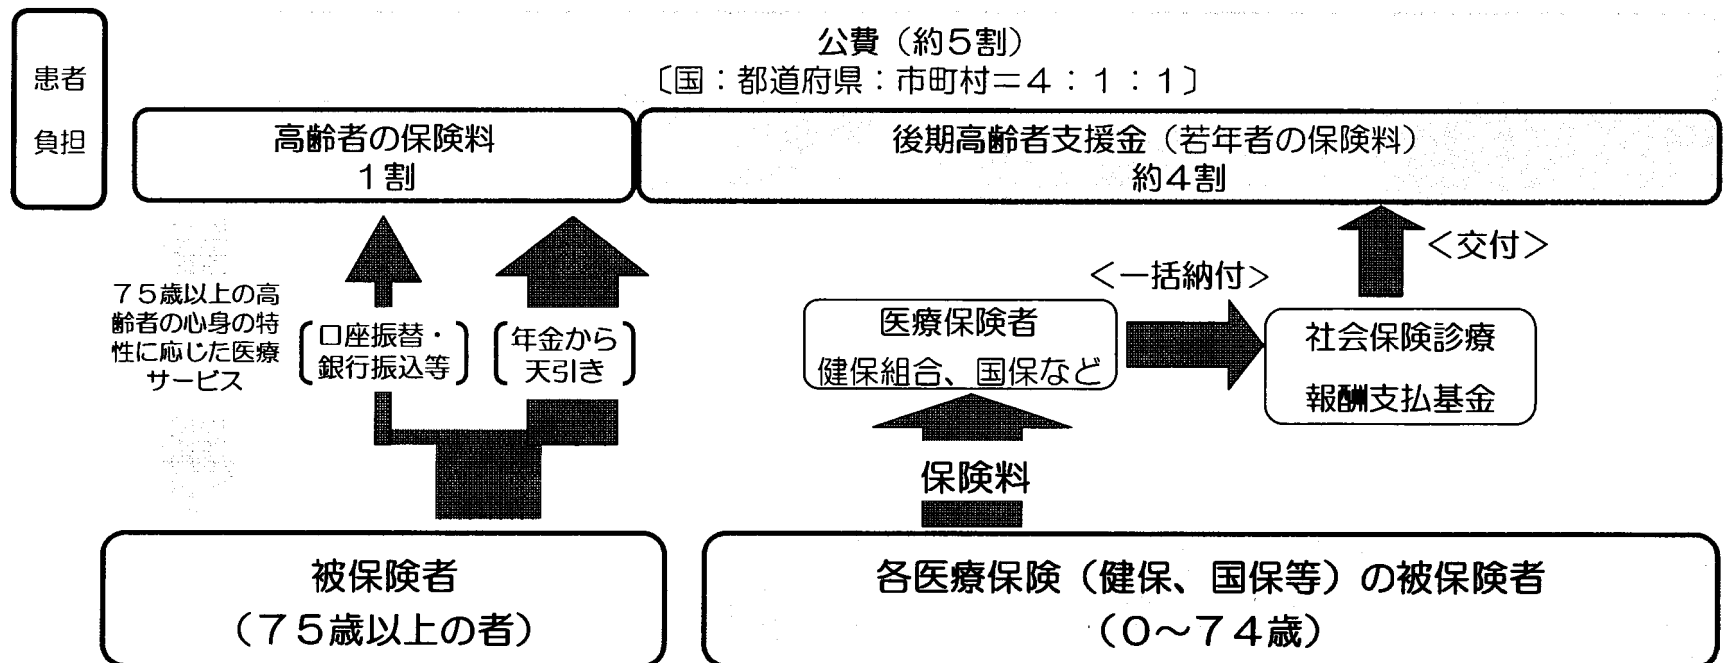 公費（約５割）
〔国：都道府県：市町村＝４：１：１〕
患者
負担
高齢者の保険料
１割
後期高齢者支援金（若年者の保険料）
約４割
７５歳以上の高
齢者の心身の特
性に応じた医療
サービス
口座振替・
銀行振込等
年金から
天引き
医療保険者
健保組合、国保など
＜一括納付＞
＜交付＞
社会保険診療
報酬支払基金
保険料
被保険者
（７５歳以上の者）
各医療保険（健保、国保等）の被保険者
（０～７４歳）